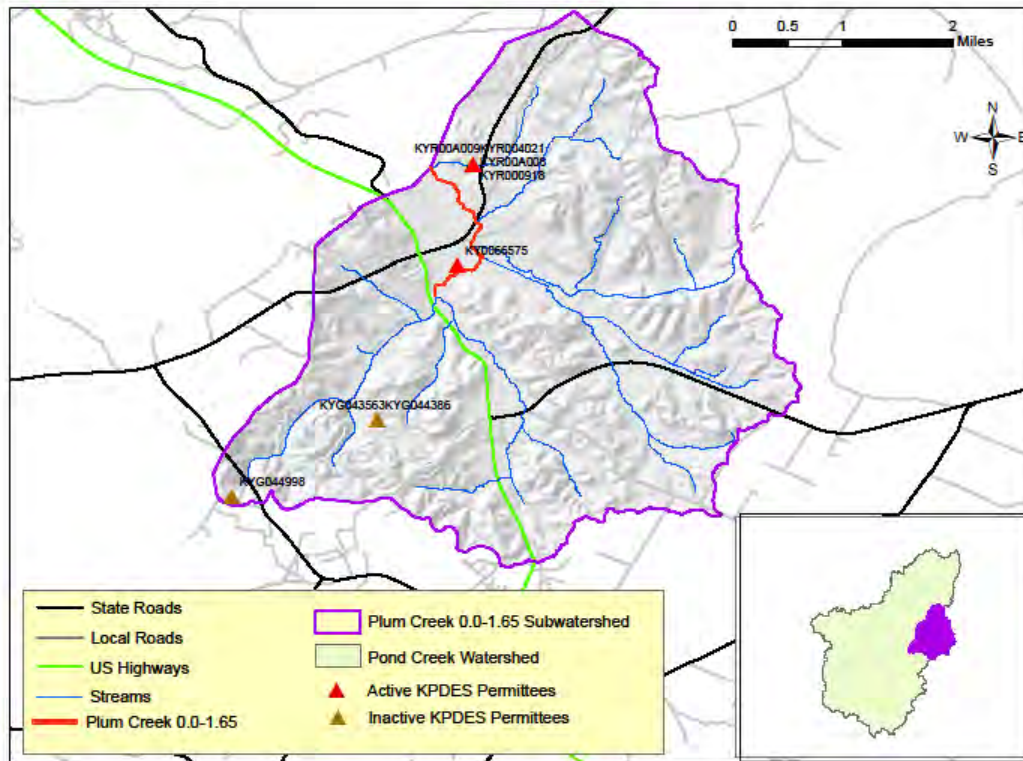 0 0.5 1 2
Miles
N
W E
S
KYR00A009KYR004021
KYR00A008
KYR000918
KY0066575
KYG043563KYG044386
KYG044998
State Roads
Local Roads
US Highways
Streams
Plum Creek 0.0-1.65
Plum Creek 0.0-1.65 Subwatershed
Pond Creek Watershed
Active KPDES Permittees
Inactive KPDES Permittees